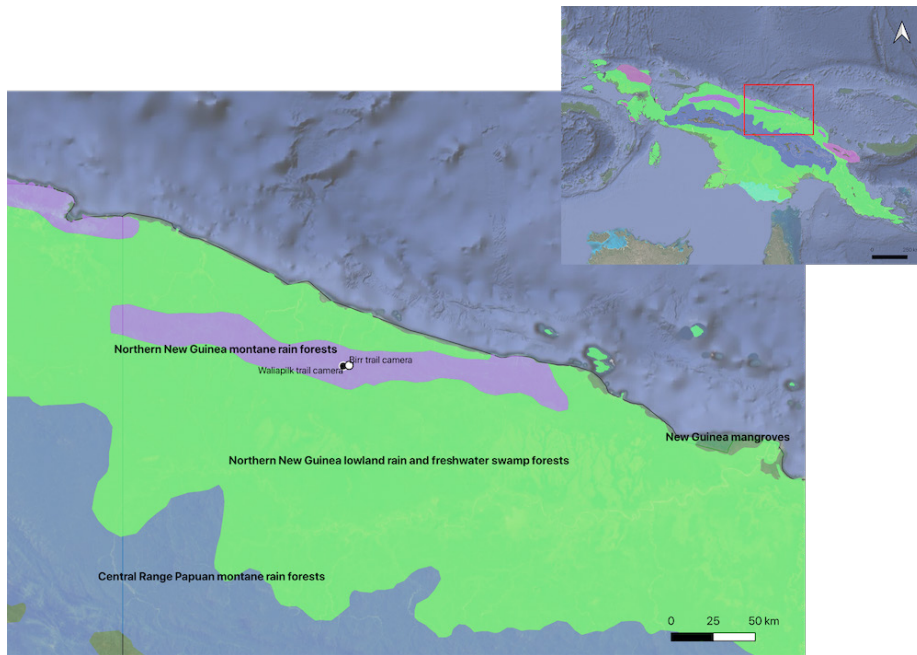 Northern New Guinea montane rain forests
Birr trail camera
Waliapilk trail camera
New Guinea mangroves
Northern New Guinea lowland rain and freshwater swamp forests
Central Range Papuan montane rain forests
0 25 50 km